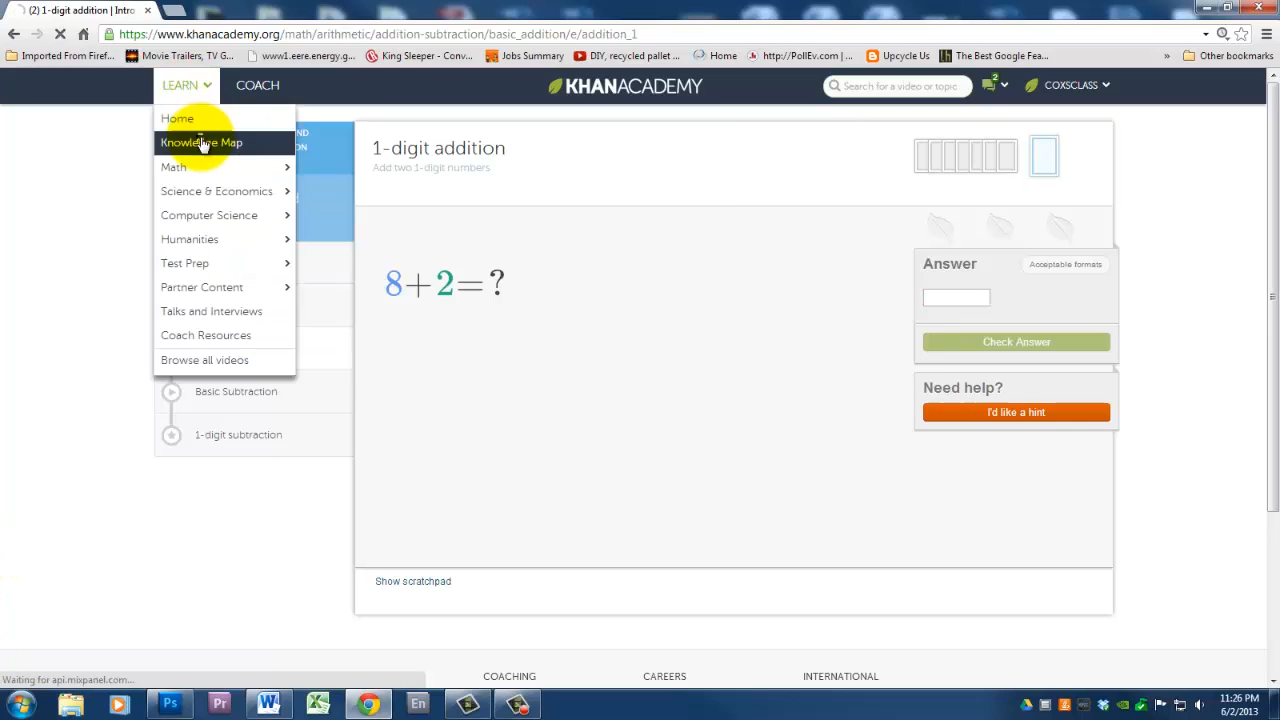 (2) 1-digit addition | Intro
https://www.khanacademy.org/math/arithmetic/addition-subtraction/basic_addition/e/addition_1
Imported From Firef... Movie Trailers, TV G... www1.eere.energy.g... King Sleeper - Conv... Jobs Summary DIY, recycled pallet ... Home http://PollEv.com/... Upcycle Us The Best Google Fea... » Other bookmarks
LEARN COACH KHANACADEMY Search for a video or topic 2 COXSCLASS
Home
Knowledge Map
Math
Science & Economics
Computer Science
Humanities
Test Prep
Partner Content
Talks and Interviews
Coach Resources
Browse all videos
Basic Subtraction
1-digit subtraction
1-digit addition
Add two 1-digit numbers
8+2=?
Answer Acceptable formats
Check Answer
Need help?
I'd like a hint
Show scratchpad
COACHING CAREERS INTERNATIONAL
Waiting for api.mixpanel.com...
Ps Pr W X En
11:26 PM
6/2/2013